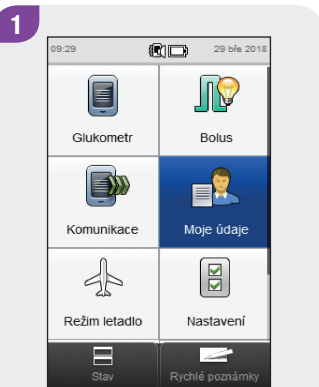 1
09:29 29 bře 2018
Glukometr Bolus
Komunikace Moje údaje
Režim letadlo Nastavení
Stav Rychlé poznámky